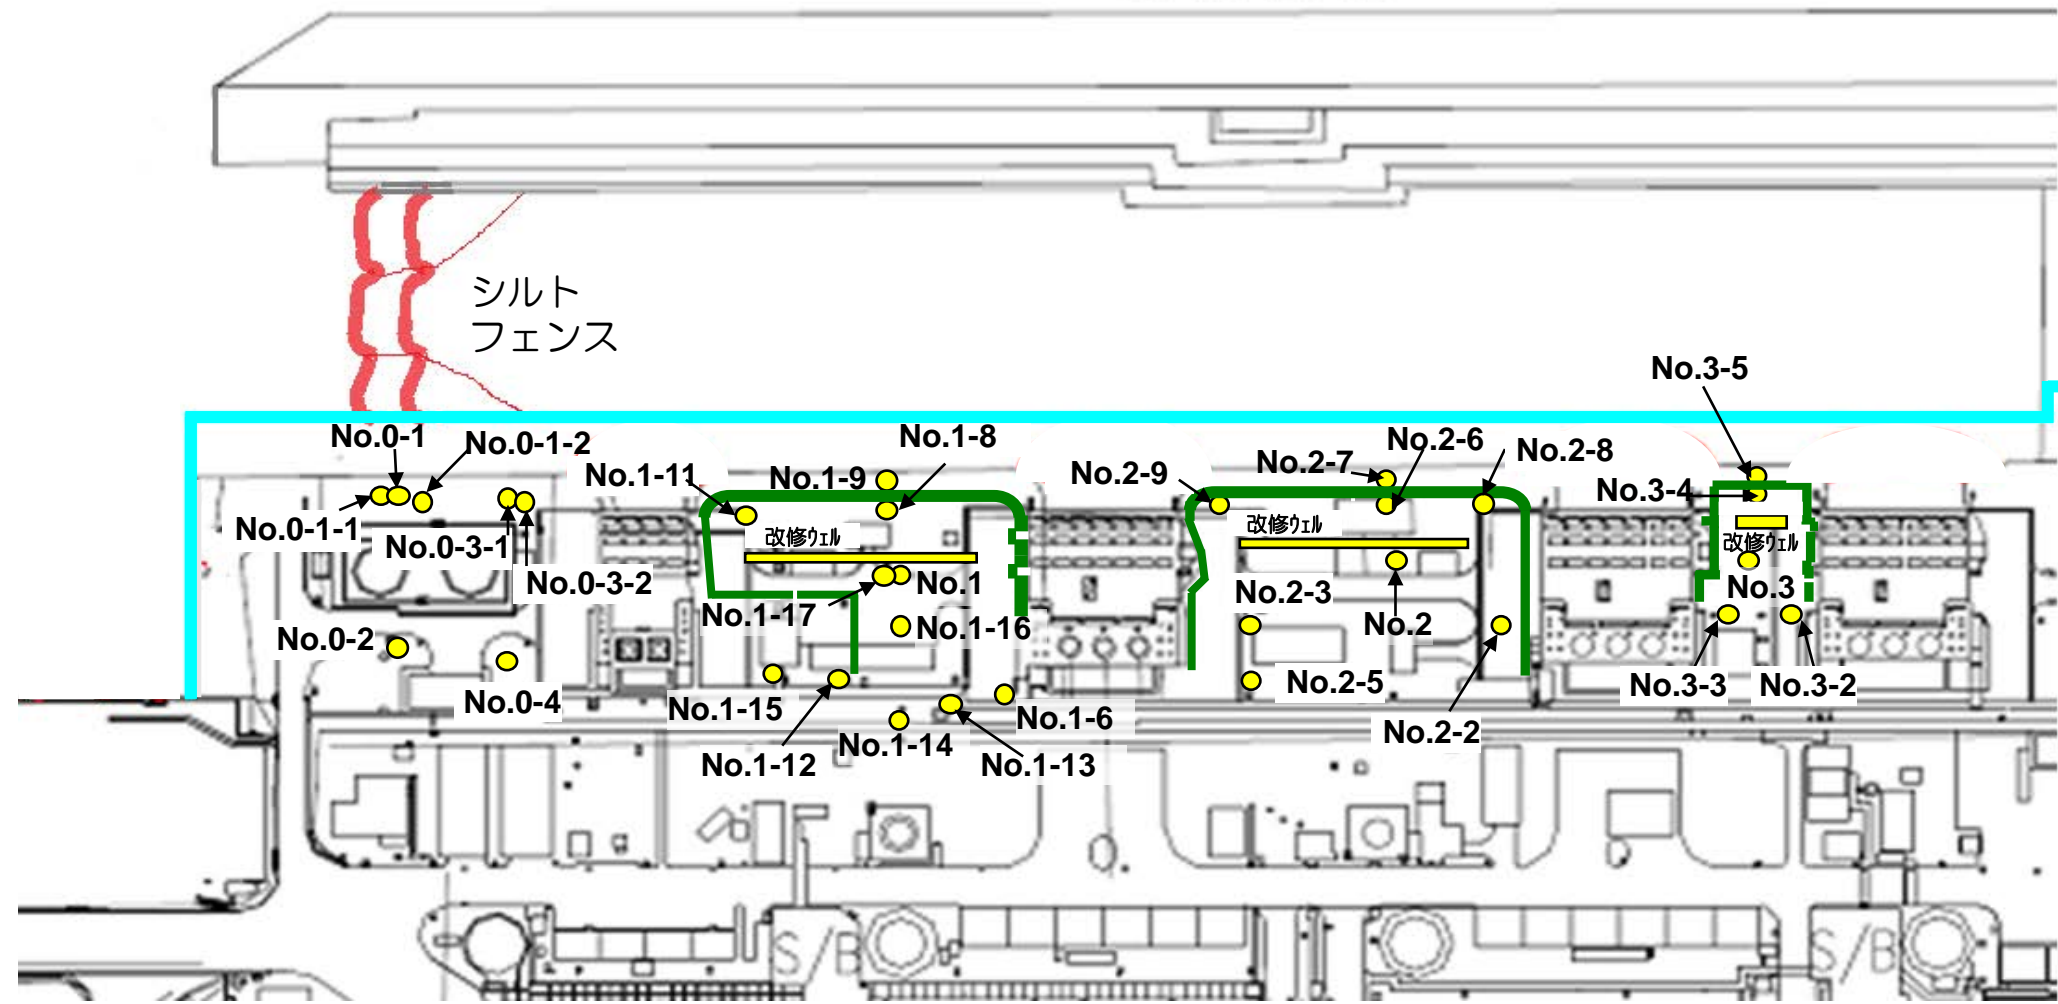 シルト
フェンス
No.3-5
No.0-1
No.0-1-2
No.1-8
No.2-6
No.2-8
No.1-11
No.1-9
No.2-9
No.2-7
No.3-4
No.0-1-1
No.0-3-1
改修ｳｪﾙ
改修ｳｪﾙ
改修ｳｪﾙ
No.0-3-2
No.1
No.2-3
No.3
No.1-17
No.1-16
No.2
No.0-2
No.0-4
No.1-15
No.2-5
No.3-3
No.3-2
No.1-6
No.2-2
No.1-14
No.1-12
No.1-13
S/B
S/B